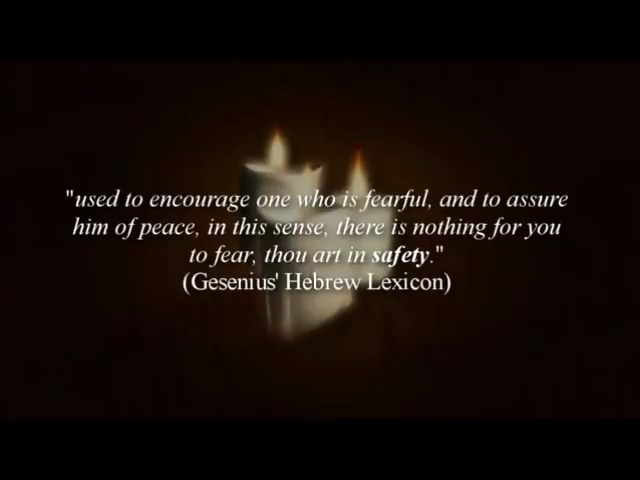 "used to encourage one who is fearful, and to assure
him of peace, in this sense, there is nothing for you
to fear, thou art in safety."
(Gesenius' Hebrew Lexicon)